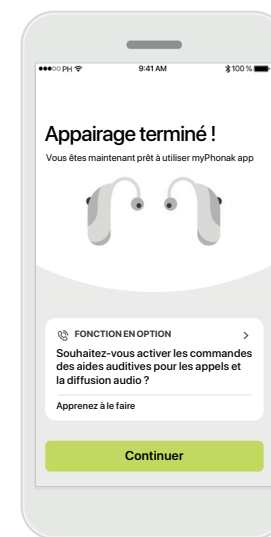 PH 9:41 AM 100 %
Appairage terminé !
Vous êtes maintenant prêt à utiliser myPhonak app
FONCTION EN OPTION
Souhaitez-vous activer les commandes
des aides auditives pour les appels et
la diffusion audio ?
Apprenez à le faire
Continuer